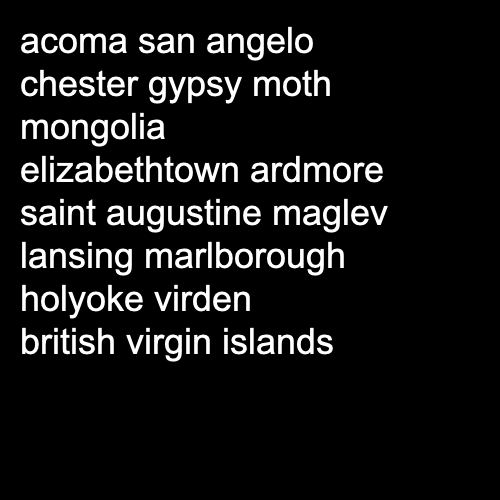 acoma san angelo
chester gypsy moth
mongolia
elizabethtown ardmore
saint augustine maglev
lansing marlborough
holyoke virden
british virgin islands